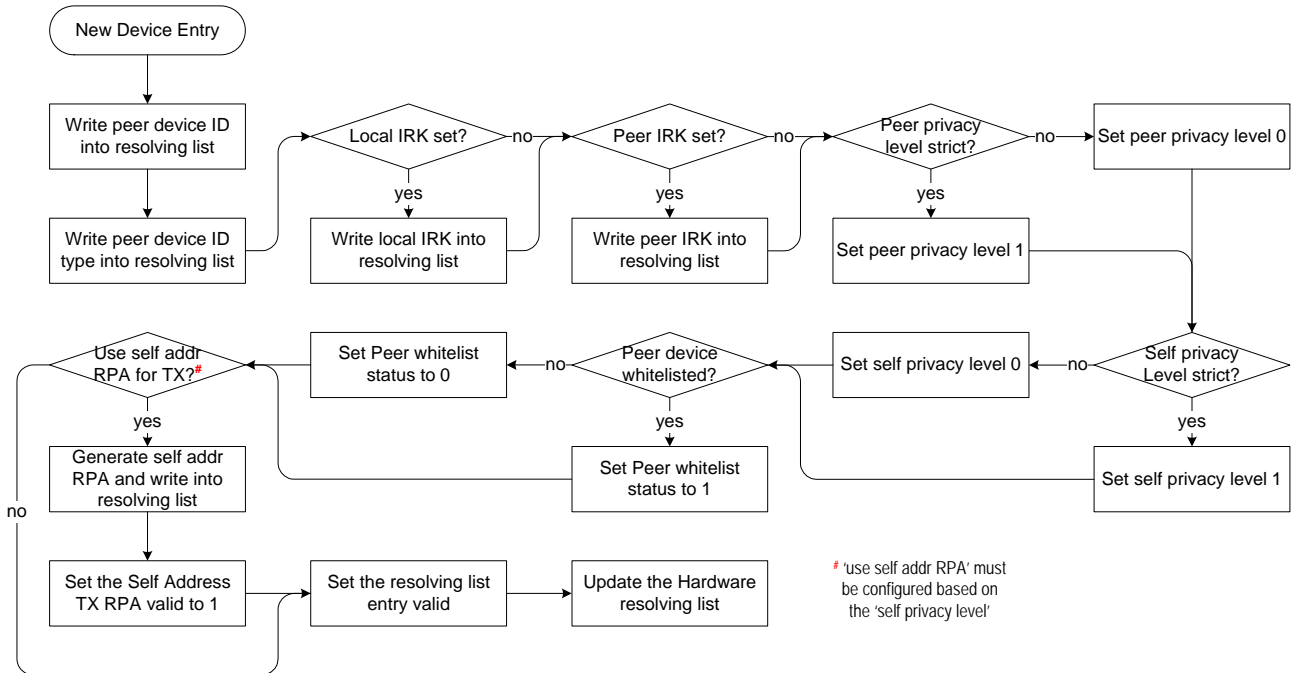 New Device Entry
Write peer device ID
into resolving list
Write peer device ID
type into resolving list
Local IRK set?
no
yes
Write local IRK into
resolving list
Peer IRK set?
no
yes
Write peer IRK into
resolving list
Peer privacy
level strict?
no
yes
Set peer privacy level 1
Set peer privacy level 0
Self privacy
Level strict?
no
yes
Set self privacy level 1
Set self privacy level 0
Peer device
whitelisted?
no
yes
Set Peer whitelist
status to 1
Set Peer whitelist
status to 0
Use self addr
RPA for TX?#
yes
no
Generate self addr
RPA and write into
resolving list
Set the Self Address
TX RPA valid to 1
Set the resolving list
entry valid
Update the Hardware
resolving list
# 'use self addr RPA' must
be configured based on
the 'self privacy level'